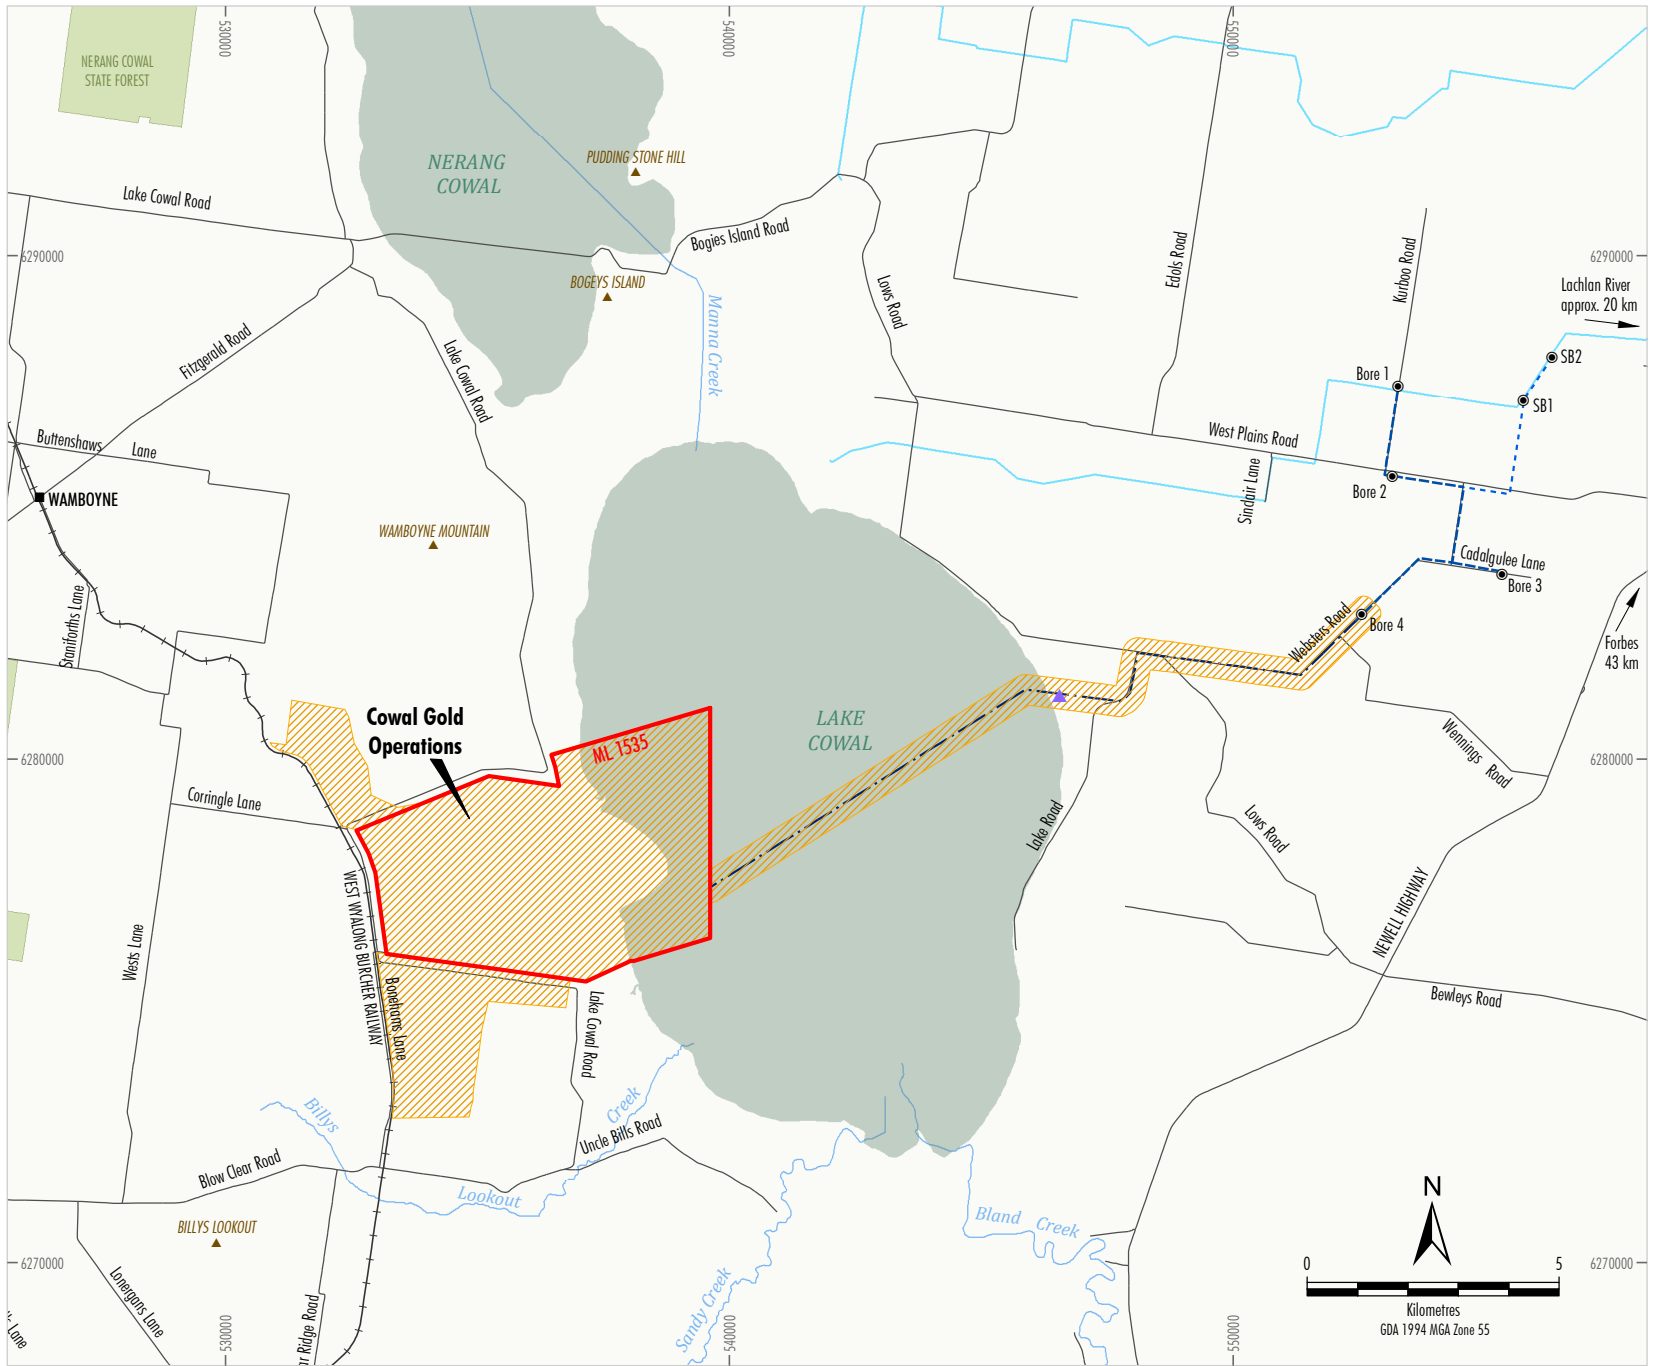 530000
540000
550000
NERANG COWAL
STATE FOREST
NERANG
COWAL
PUDDING STONE HILL
Lake Cowal Road
Bogies Island Road
6290000
6290000
Edols Road
Kurboo Road
BOGEYS ISLAND
Manna Creek
Lows Road
Lachlan River
approx. 20 km
Fitzgerald Road
Lake Cowal Road
SB2
Bore 1
SB1
West Plains Road
Buttenshaws
Lane
Sinclair Lane
WAMBOYNE
Bore 2
WAMBOYNE MOUNTAIN
Cadalgulee Lane
Bore 3
Staniforths Lane
Websters Road
Bore 4
Forbes
43 km
Cowal Gold
Operations
ML 1535
LAKE
COWAL
Wennings
Road
6280000
6280000
Corringle Lane
Lake Road
Lows Road
WEST WYALONG BURCHER RAILWAY
NEWELL HIGHWAY
Wests Lane
Bonehams Lane
Lake Cowal Road
Bewleys Road
Billys
Creek
Uncle Bills Road
Blow Clear Road
Lookout
BILLYS LOOKOUT
Bland Creek
N
6270000
6270000
0
5
Kilometres
GDA 1994 MGA Zone 55
Lonergans Lane
Sandy Creek
Ridge Road
Lane
530000
540000
550000